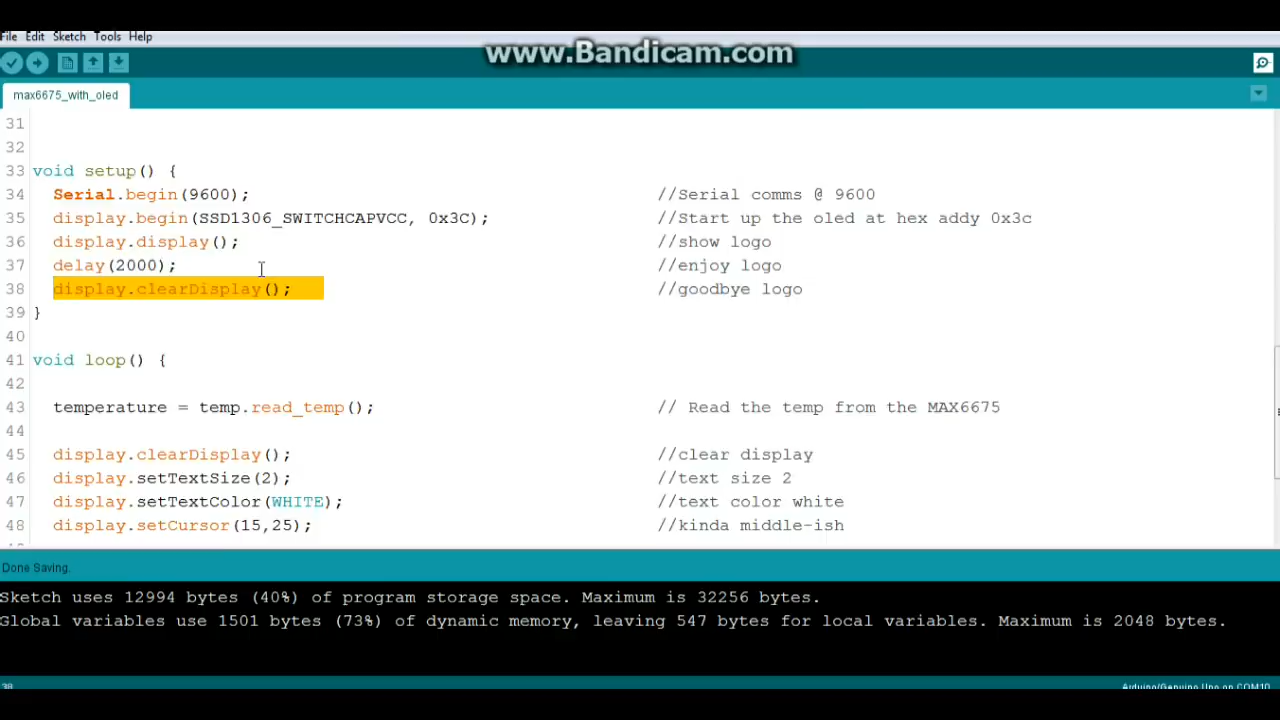 www.Bandicam.com
File Edit Sketch Tools Help
max6675_with_oled
31
32
33 void setup() {
34 Serial.begin(9600); //Serial comms @ 9600
35 display.begin(SSD1306_SWITCHCAPVCC, 0x3C); //Start up the oled at hex addy 0x3c
36 display.display(); //show logo
37 delay(2000); //enjoy logo
38 display.clearDisplay(); //goodbye logo
39 }
40
41 void loop() {
42
43 temperature = temp.read_temp(); // Read the temp from the MAX6675
44
45 display.clearDisplay(); //clear display
46 display.setTextSize(2); //text size 2
47 display.setTextColor(WHITE); //text color white
48 display.setCursor(15,25); //kinda middle-ish
Done Saving.
Sketch uses 12994 bytes (40%) of program storage space. Maximum is 32256 bytes.
Global variables use 1501 bytes (73%) of dynamic memory, leaving 547 bytes for local variables. Maximum is 2048 bytes.
38 Arduino/Genuino Uno on COM10